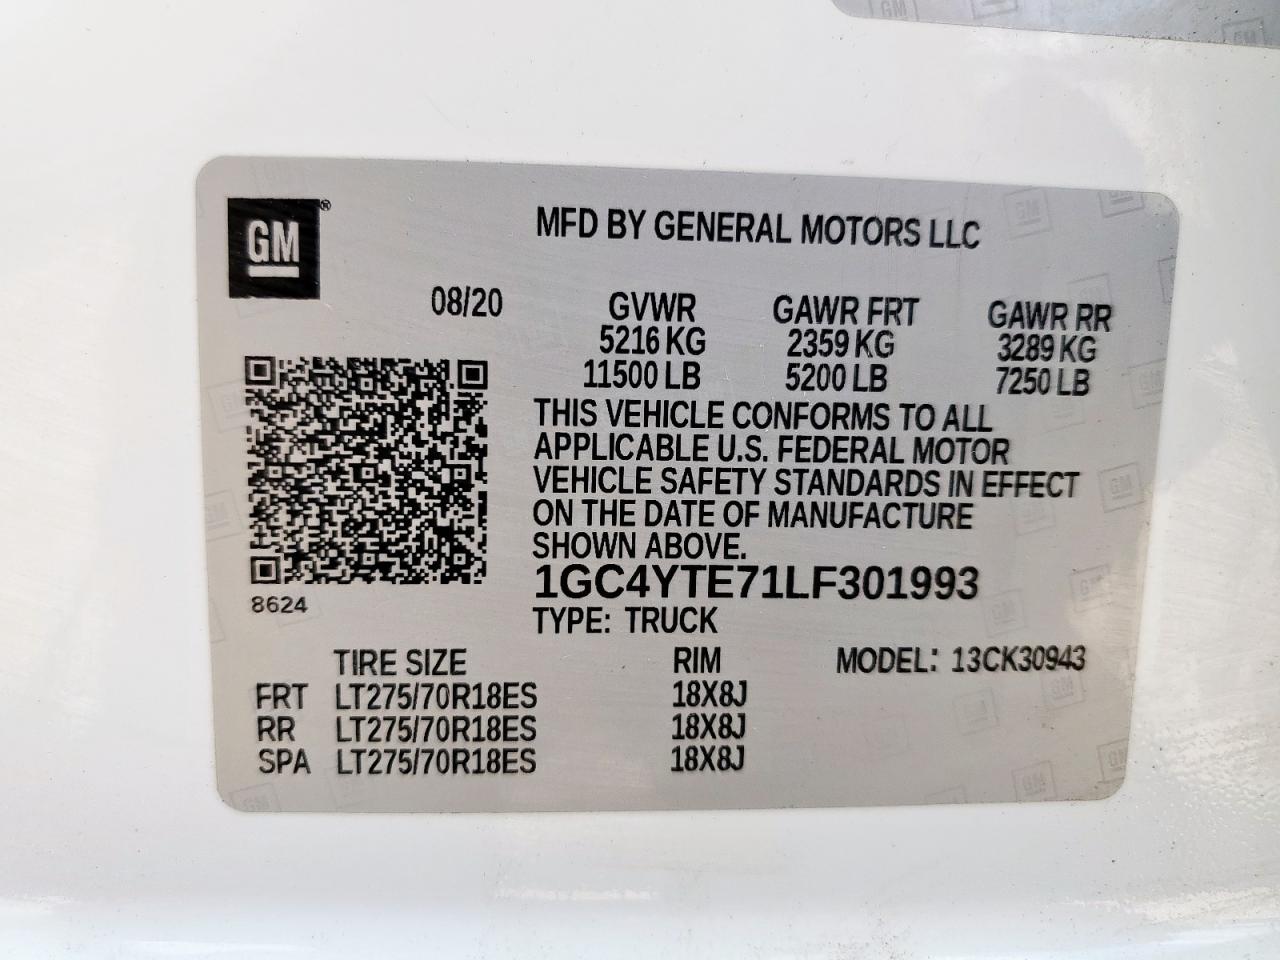 GM®
MFD BY GENERAL MOTORS LLC
08/20 GVWR GAWR FRT GAWR RR
5216 KG 2359 KG 3289 KG
11500 LB 5200 LB 7250 LB
THIS VEHICLE CONFORMS TO ALL
APPLICABLE U.S. FEDERAL MOTOR
VEHICLE SAFETY STANDARDS IN EFFECT
ON THE DATE OF MANUFACTURE
SHOWN ABOVE.
1GC4YTE71LF301993
8624
TYPE: TRUCK
TIRE SIZE RIM MODEL: 13CK30943
FRT LT275/70R18ES 18X8J
RR LT275/70R18ES 18X8J
SPA LT275/70R18ES 18X8J